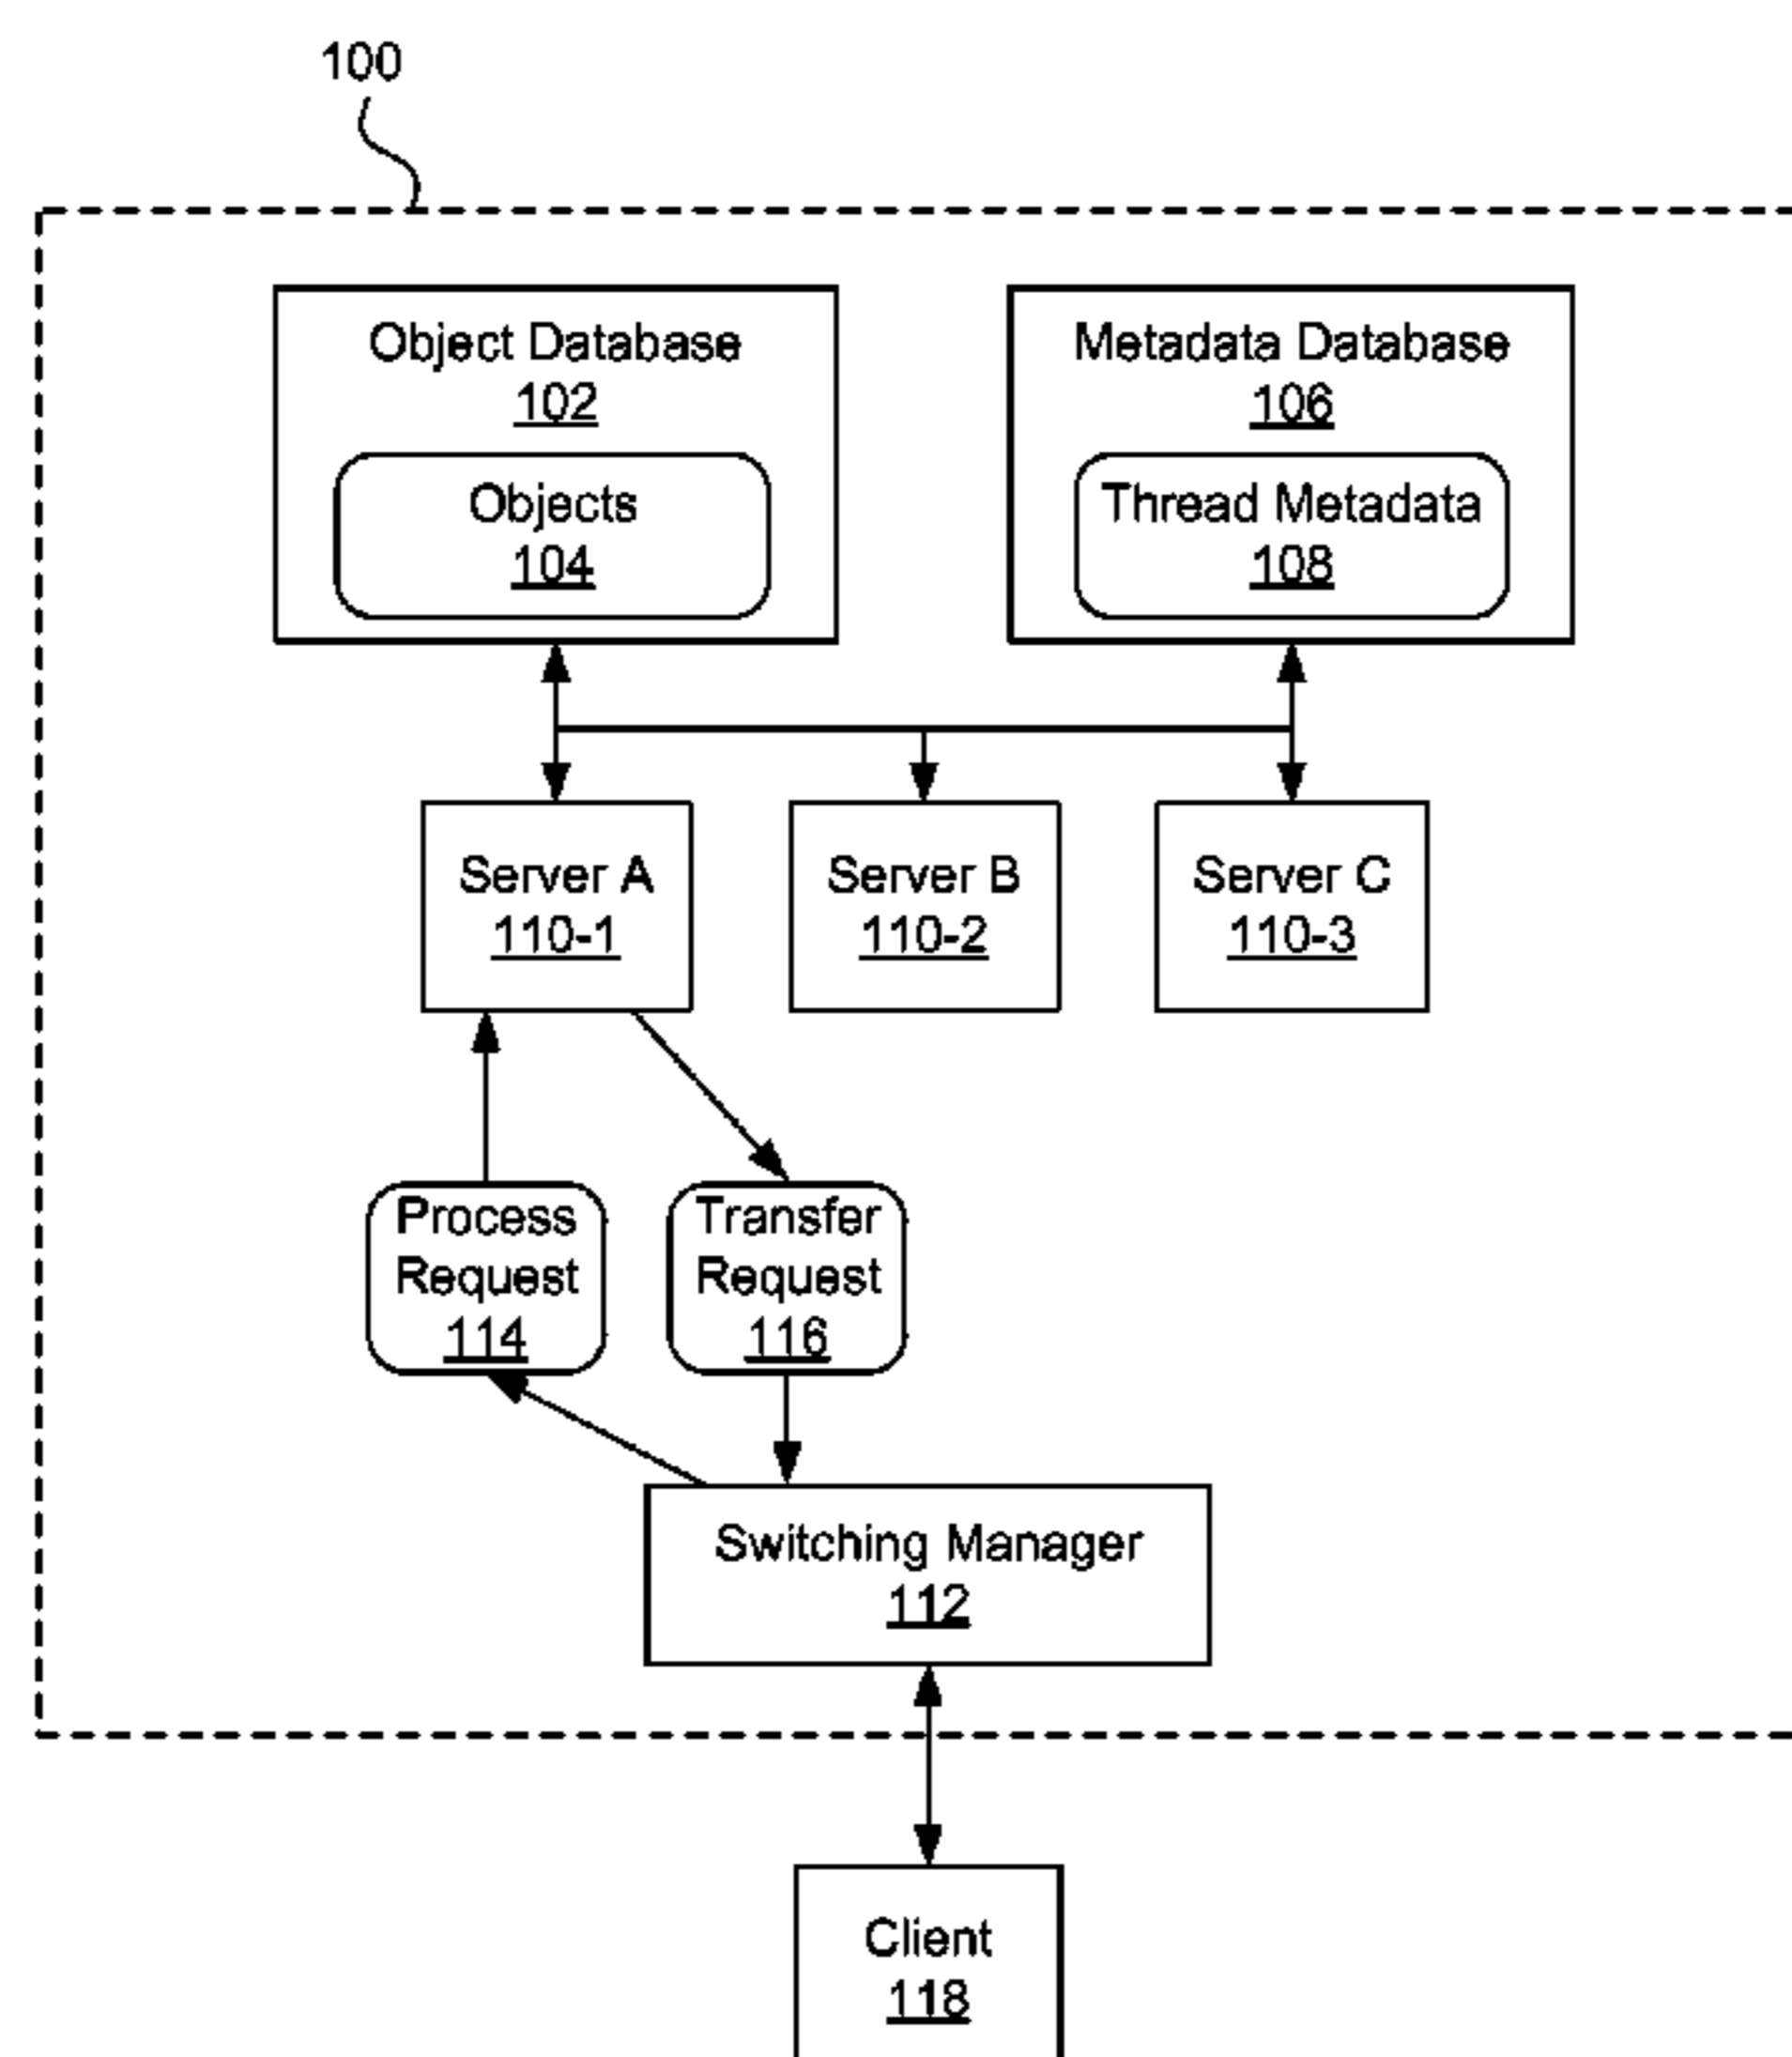 100
Object Database
102
Objects
104
Metadata Database
106
Thread Metadata
108
Server A
110-1
Server B
110-2
Server C
110-3
Process
Request
114
Transfer
Request
116
Switching Manager
112
Client
118